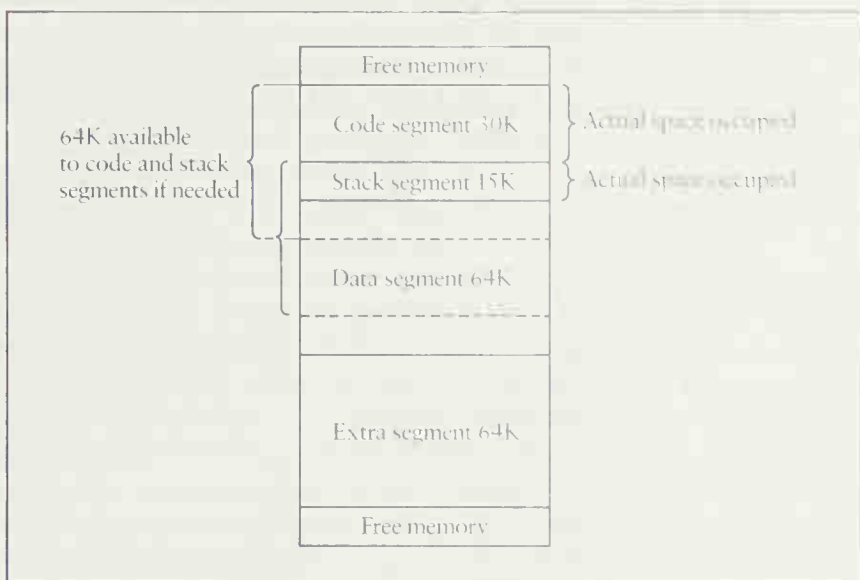 Free memory
64K available
to code and stack
segments if needed
Code segment 30K
Actual space occupied
Stack segment 15K
Actual space occupied
Data segment 64K
Extra segment 64K
Free memory